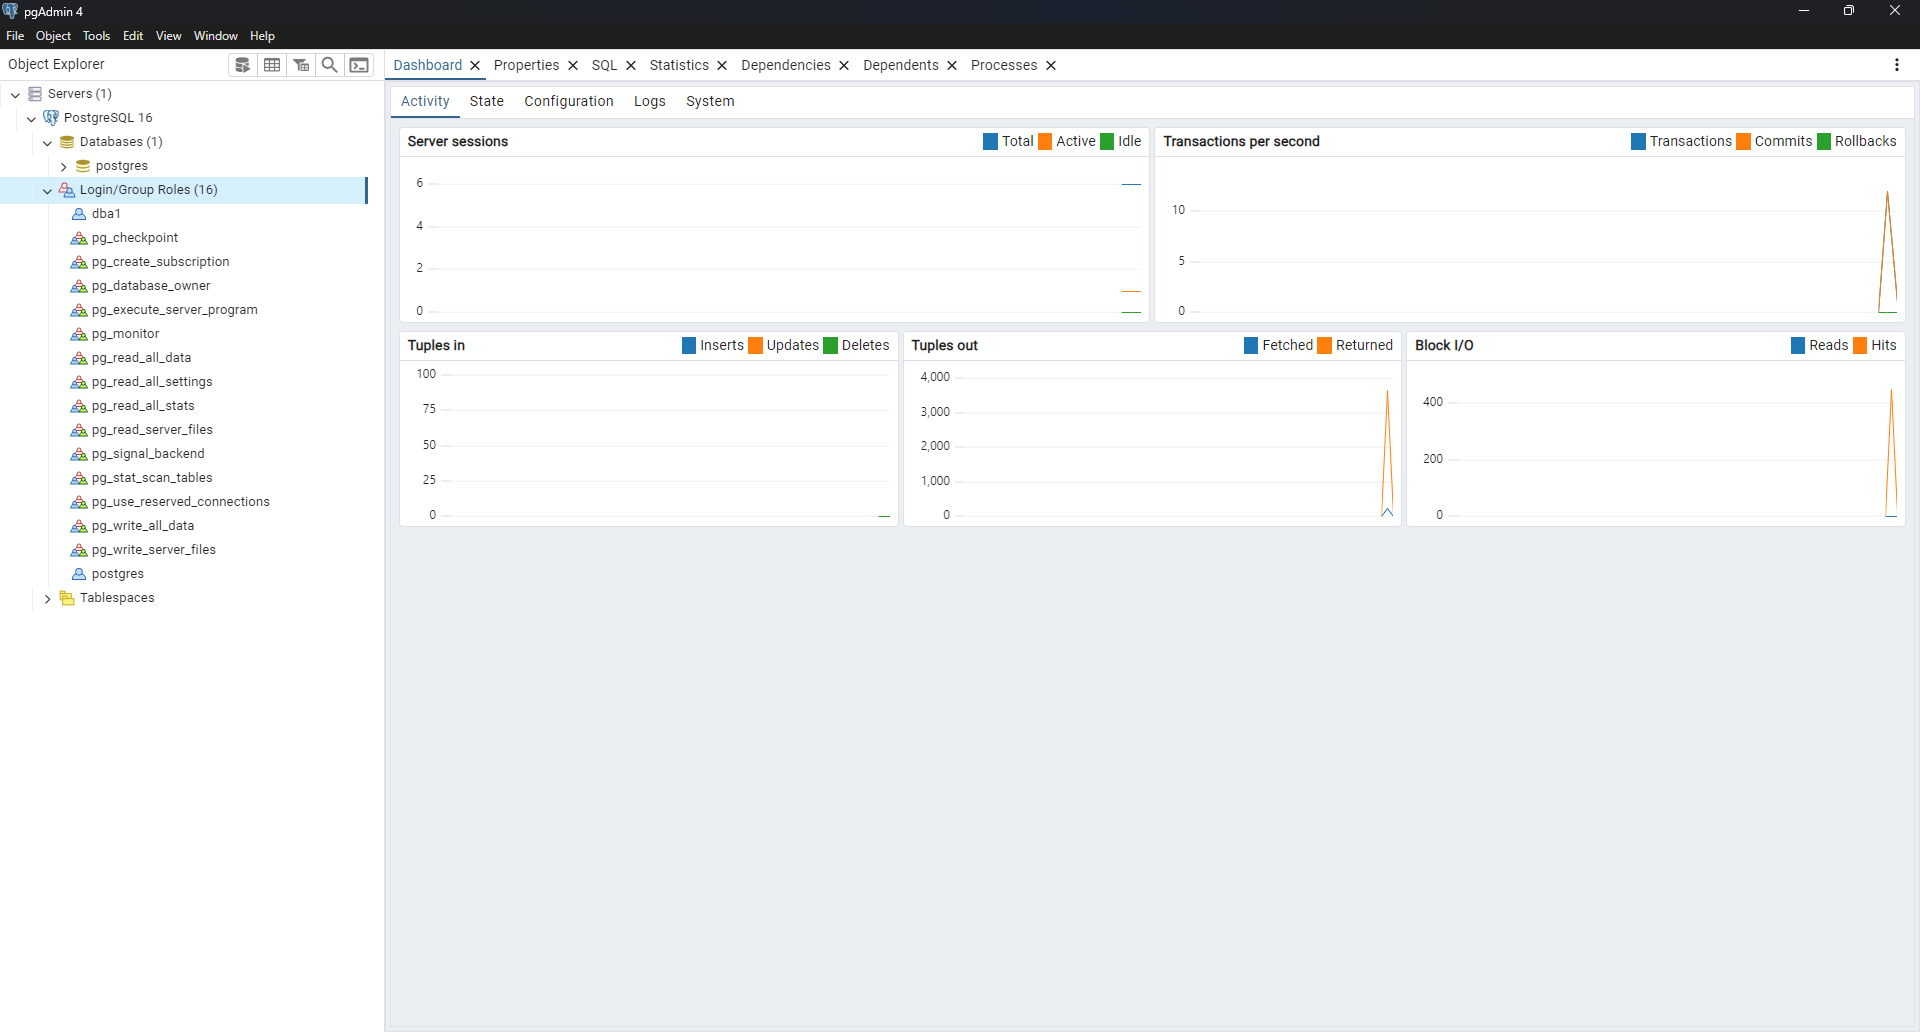 pgAdmin 4
File Object Tools Edit View Window Help
Object Explorer
Dashboard Properties SQL Statistics Dependencies Dependents Processes
Servers (1)
PostgreSQL 16
Databases (1)
postgres
Login/Group Roles (16)
dba1
pg_checkpoint
pg_create_subscription
pg_database_owner
pg_execute_server_program
pg_monitor
pg_read_all_data
pg_read_all_settings
pg_read_all_stats
pg_read_server_files
pg_signal_backend
pg_stat_scan_tables
pg_use_reserved_connections
pg_write_all_data
pg_write_server_files
postgres
Tablespaces
Activity State Configuration Logs System
Server sessions Total Active Idle
6
4
2
0
Transactions per second Transactions Commits Rollbacks
10
5
0
Tuples in Inserts Updates Deletes
100
75
50
25
0
Tuples out Fetched Returned
4,000
3,000
2,000
1,000
0
Block I/O Reads Hits
400
200
0